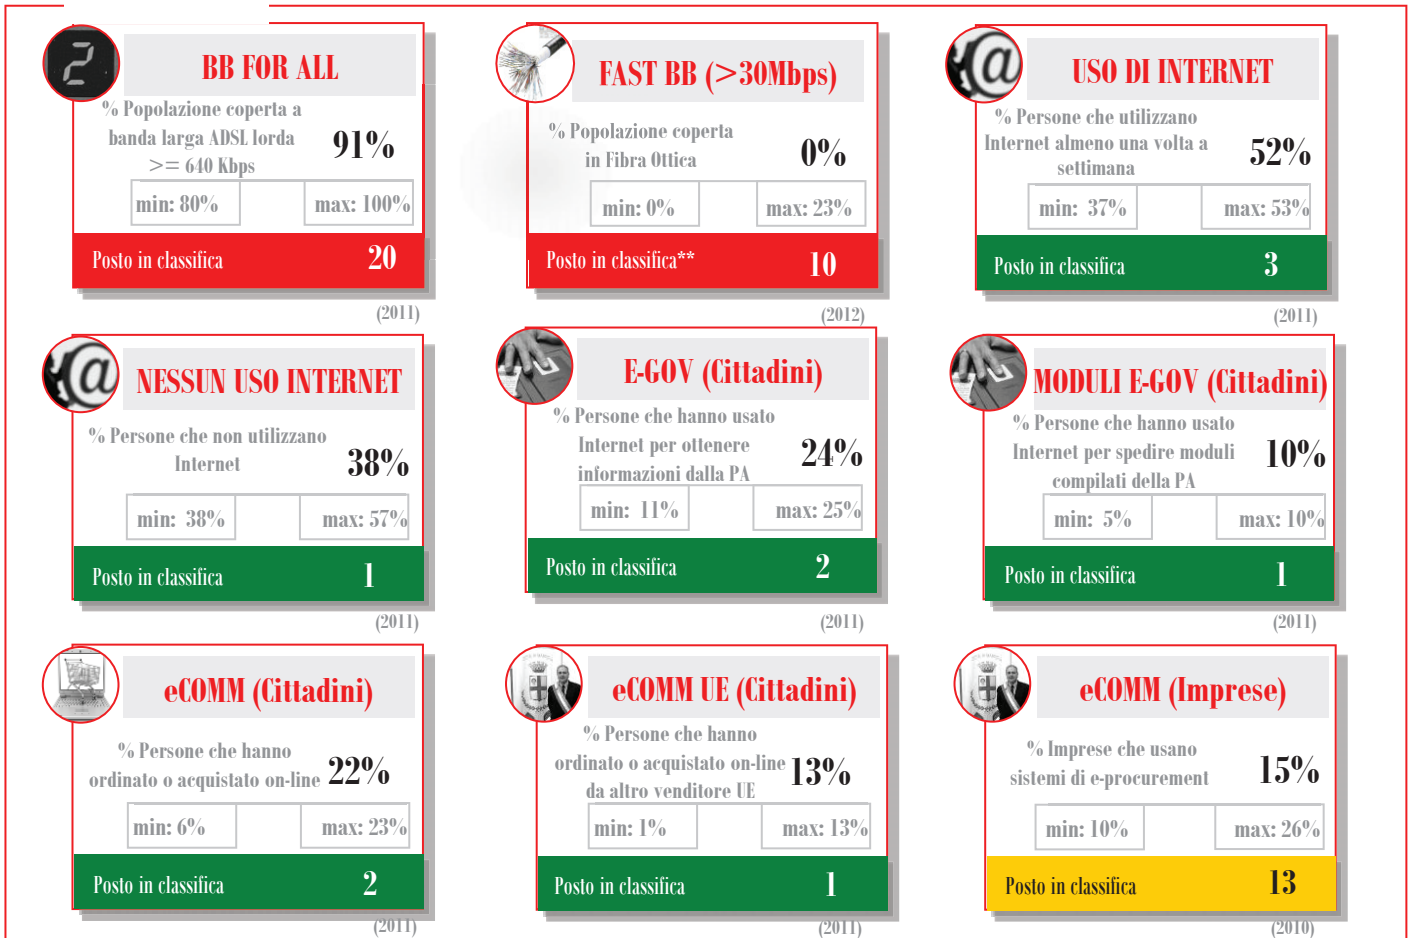 BB FOR ALL
% Popolazione coperta a
banda larga ADSL lorda
>= 640 Kbps
91%
min: 80%
max: 100%
Posto in classifica
20
(2011)
FAST BB (>30Mbps)
% Popolazione coperta
in Fibra Ottica
0%
min: 0%
max: 23%
Posto in classifica**
10
(2012)
USO DI INTERNET
% Persone che utilizzano
Internet almeno una volta a
settimana
52%
min: 37%
max: 53%
Posto in classifica
3
(2011)
NESSUN USO INTERNET
% Persone che non utilizzano
Internet
38%
min: 38%
max: 57%
Posto in classifica
1
(2011)
E-GOV (Cittadini)
% Persone che hanno usato
Internet per ottenere
informazioni dalla PA
24%
min: 11%
max: 25%
Posto in classifica
2
(2011)
MODULI E-GOV (Cittadini)
% Persone che hanno usato
Internet per spedire moduli
compilati della PA
10%
min: 5%
max: 10%
Posto in classifica
1
(2011)
eCOMM (Cittadini)
% Persone che hanno
ordinato o acquistato on-line
22%
min: 6%
max: 23%
Posto in classifica
2
(2011)
eCOMM UE (Cittadini)
% Persone che hanno
ordinato o acquistato on-line
da altro venditore UE
13%
min: 1%
max: 13%
Posto in classifica
1
(2011)
eCOMM (Imprese)
% Imprese che usano
sistemi di e-procurement
15%
min: 10%
max: 26%
Posto in classifica
13
(2010)